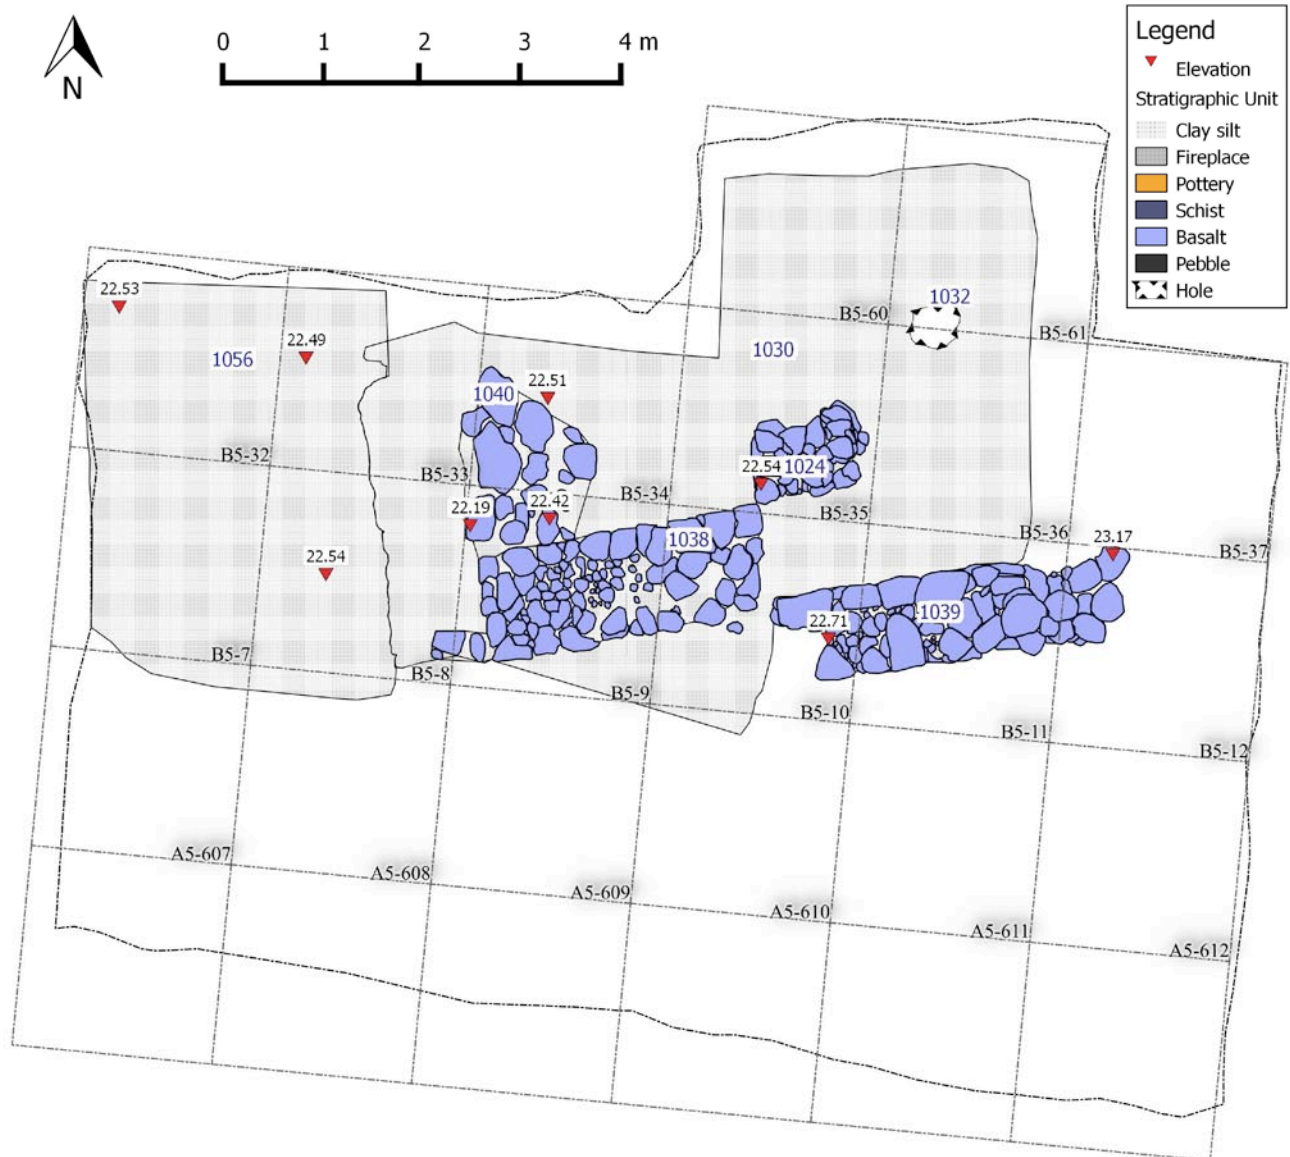 0 1 2 3 4 m
N
Legend
Elevation
Stratigraphic Unit
Clay silt
Fireplace
Pottery
Schist
Basalt
Pebble
Hole
22.53
22.49
1056
1032
B5-60
B5-61
1030
1040
22.51
B5-32
B5-33
22.54
1024
B5-34
22.19
22.42
B5-35
1038
B5-36
23.17
B5-37
22.54
1039
22.71
B5-7
B5-8
B5-9
B5-10
B5-11
B5-12
A5-607
A5-608
A5-609
A5-610
A5-611
A5-612